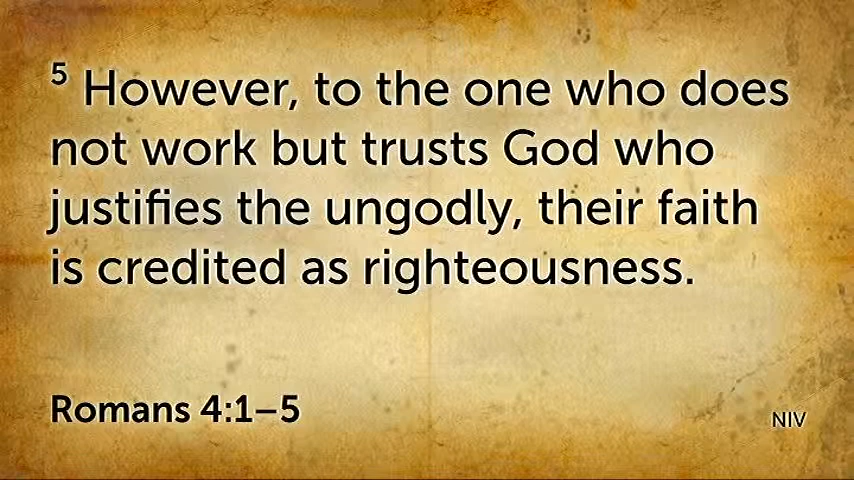 5 However, to the one who does
not work but trusts God who
justifies the ungodly, their faith
is credited as righteousness.
Romans 4:1–5
NIV